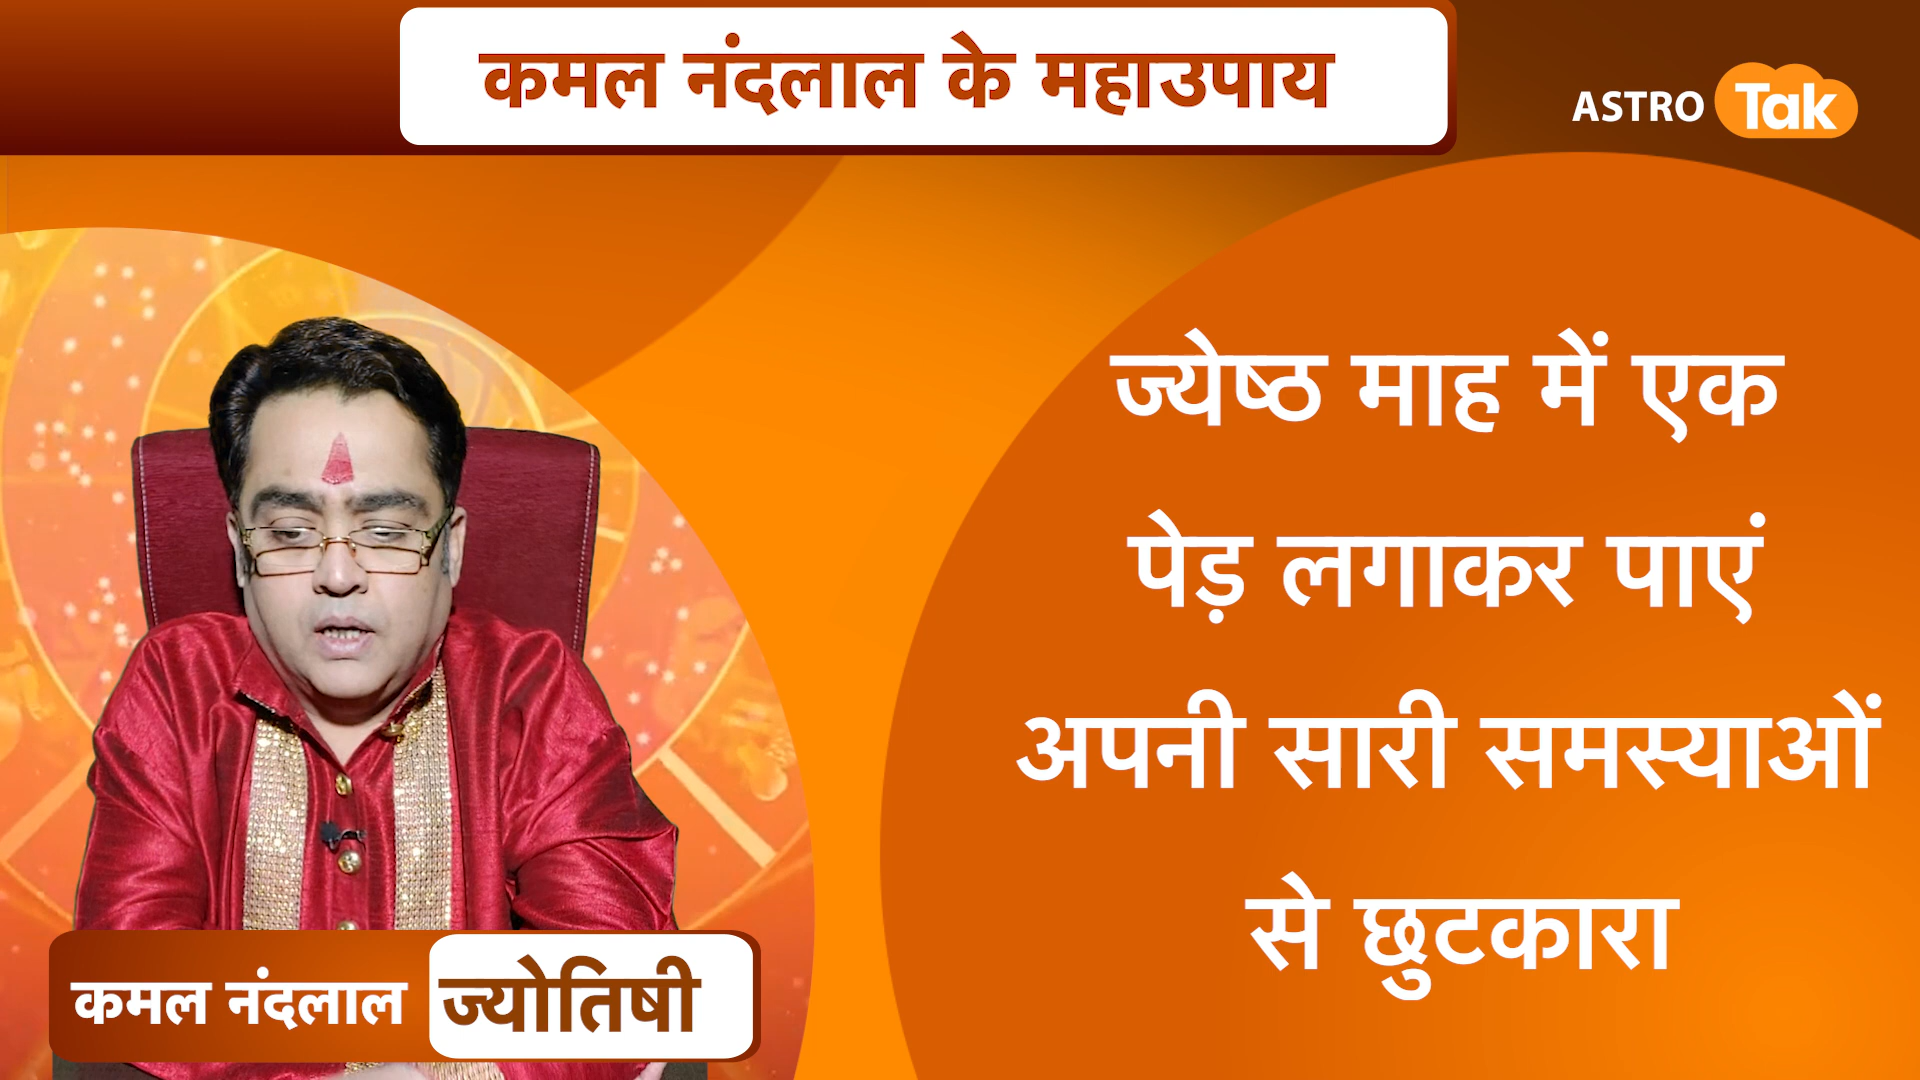 कमल नंदलाल के महाउपाय
ASTRO Tak
ज्येष्ठ माह में एक
पेड़ लगाकर पाएं
अपनी सारी समस्याओं
से छुटकारा
कमल नंदलाल ज्योतिषी